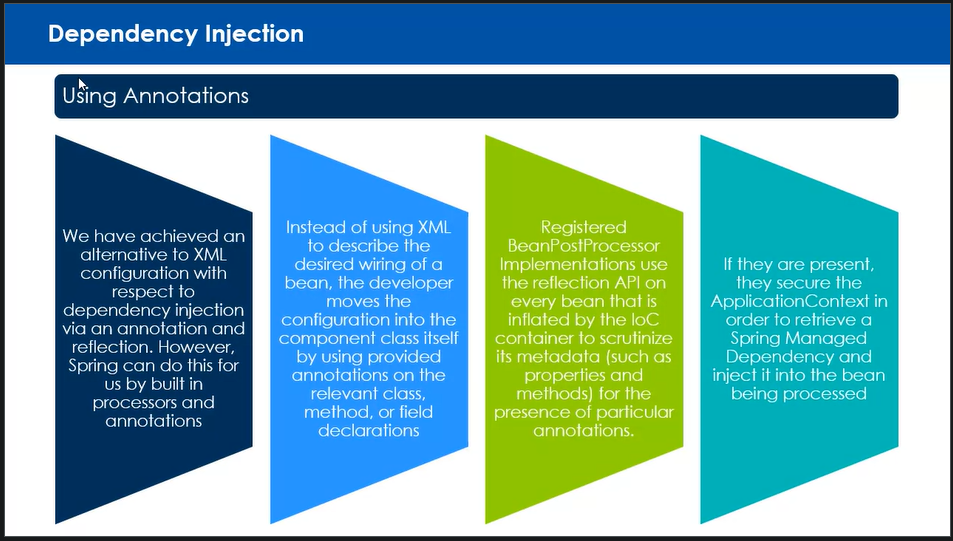 Dependency Injection
Using Annotations
We have achieved an
alternative to XML
configuration with
respect to
dependency injection
via an annotation and
reflection. However,
Spring can do this for
us by built in
processors and
annotations
Instead of using XML
to describe the
desired wiring of a
bean, the developer
moves the
configuration into the
component class itself
by using provided
annotations on the
relevant class,
method, or field
declarations
Registered
BeanPostProcessor
Implementations use
the reflection API on
every bean that is
inflated by the IoC
container to scrutinize
its metadata (such as
properties and
methods) for the
presence of particular
annotations.
If they are present,
they secure the
ApplicationContext in
order to retrieve a
Spring Managed
Dependency and
inject it into the bean
being processed